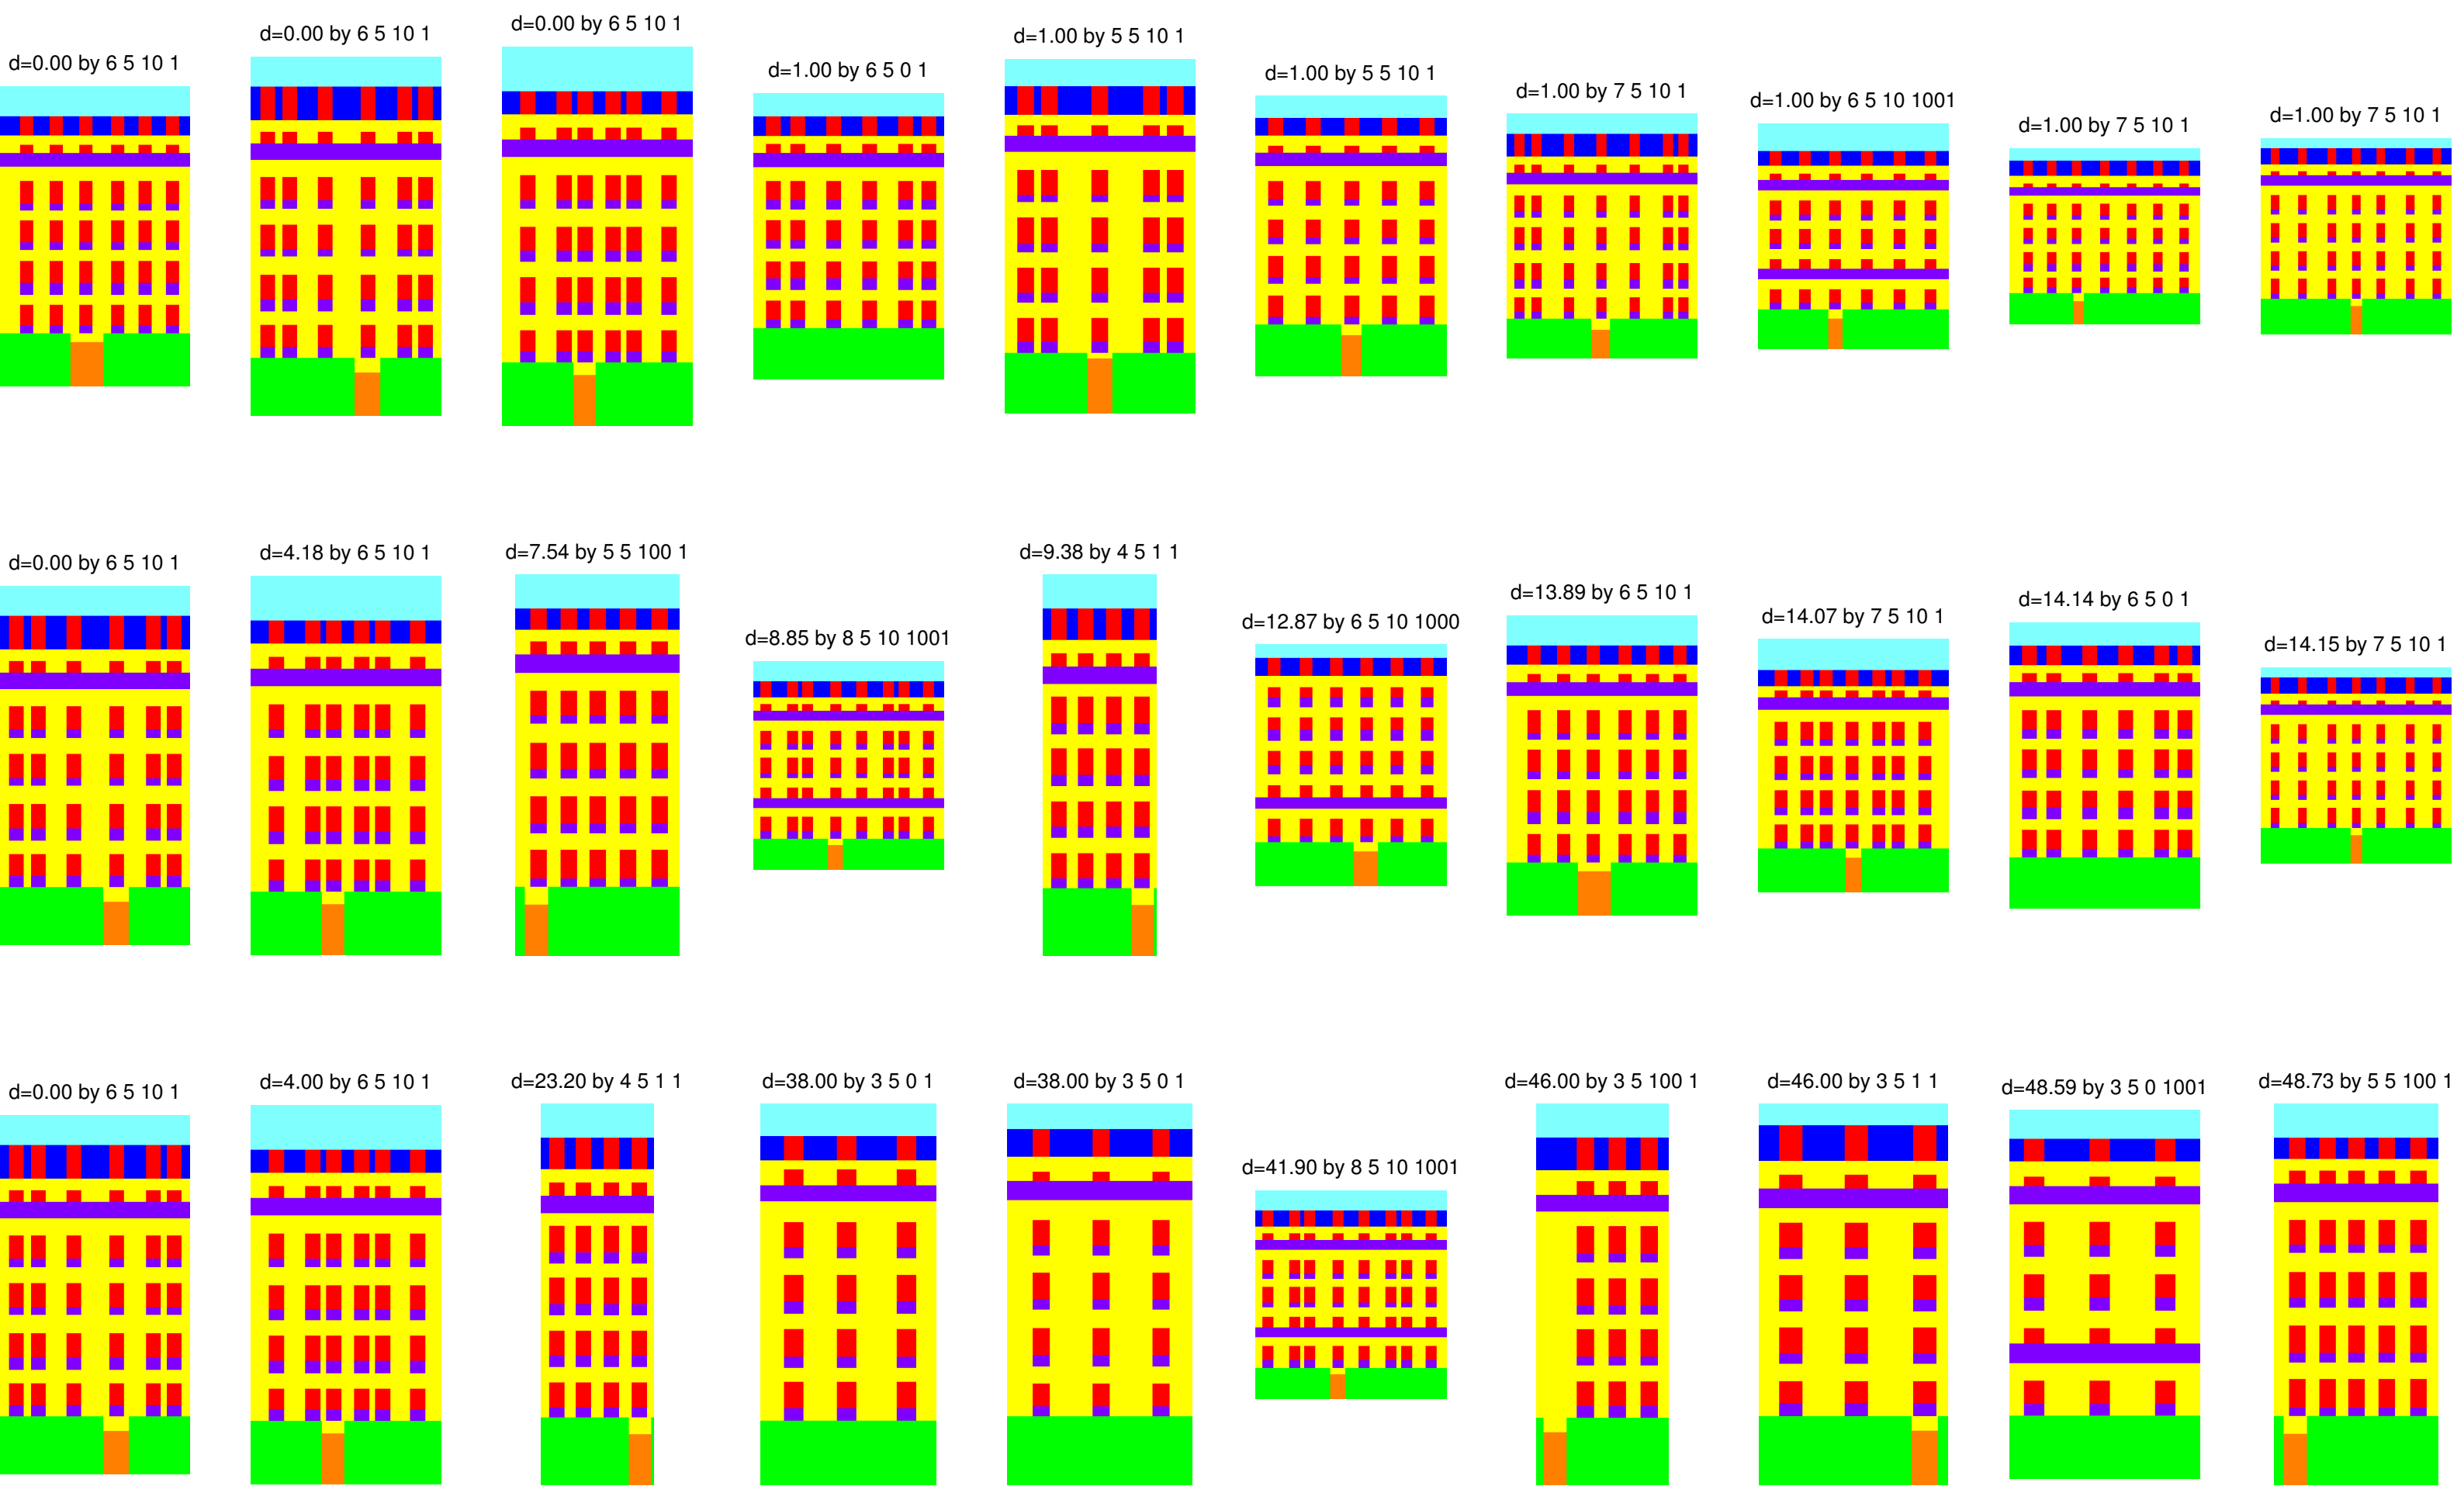 d=0.00 by 6 5 10 1
d=0.00 by 6 5 10 1
d=0.00 by 6 5 10 1
d=1.00 by 6 5 0 1
d=1.00 by 5 5 10 1
d=1.00 by 5 5 10 1
d=1.00 by 7 5 10 1
d=1.00 by 6 5 10 1001
d=1.00 by 7 5 10 1
d=1.00 by 7 5 10 1
d=0.00 by 6 5 10 1
d=4.18 by 6 5 10 1
d=7.54 by 5 5 100 1
d=8.85 by 8 5 10 1001
d=9.38 by 4 5 1 1
d=12.87 by 6 5 10 1000
d=13.89 by 6 5 10 1
d=14.07 by 7 5 10 1
d=14.14 by 6 5 0 1
d=14.15 by 7 5 10 1
d=0.00 by 6 5 10 1
d=4.00 by 6 5 10 1
d=23.20 by 4 5 1 1
d=38.00 by 3 5 0 1
d=38.00 by 3 5 0 1
d=41.90 by 8 5 10 1001
d=46.00 by 3 5 100 1
d=46.00 by 3 5 1 1
d=48.59 by 3 5 0 1001
d=48.73 by 5 5 100 1